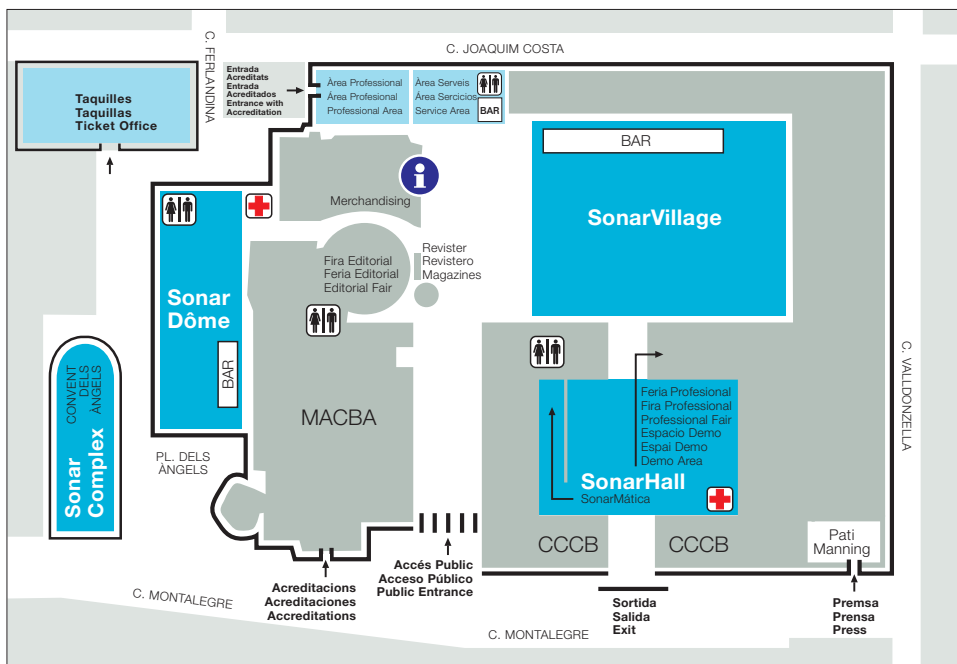 C. JOAQUIM COSTA
C. FERLANDINA
Taquilles
Taquillas
Ticket Office
Entrada
Acreditats
Entrada
Acreditados
Entrance with
Accreditation
Àrea Professional
Área Profesional
Professional Area
Àrea Serveis
Área Sercicios
Service Area
BAR
BAR
SonarVillage
i
Merchandising
Revister
Revistero
Magazines
Fira Editorial
Feria Editorial
Editorial Fair
Sonar
Dôme
BAR
MACBA
Sonar
Complex
CONVENT
DELS
ÀNGELS
PL. DELS
ÀNGELS
Feria Profesional
Fira Professional
Professional Fair
Espacio Demo
Espai Demo
Demo Area
SonarHall
SonarMática
C. VALLDONZELLA
CCCB
CCCB
Pati
Manning
Accés Public
Acceso Público
Public Entrance
Acreditacions
Acreditaciones
Accreditations
Sortida
Salida
Exit
Premsa
Prensa
Press
C. MONTALEGRE
C. MONTALEGRE